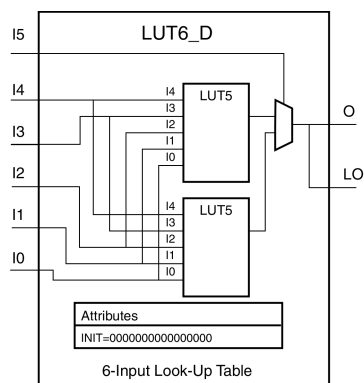 LUT6_D
I5
I4
I3
I2
I1
I0
I4
I3
I2
I1
I0
LUT5
I4
I3
I2
I1
I0
LUT5
O
LO
Attributes
INIT=0000000000000000
6-Input Look-Up Table